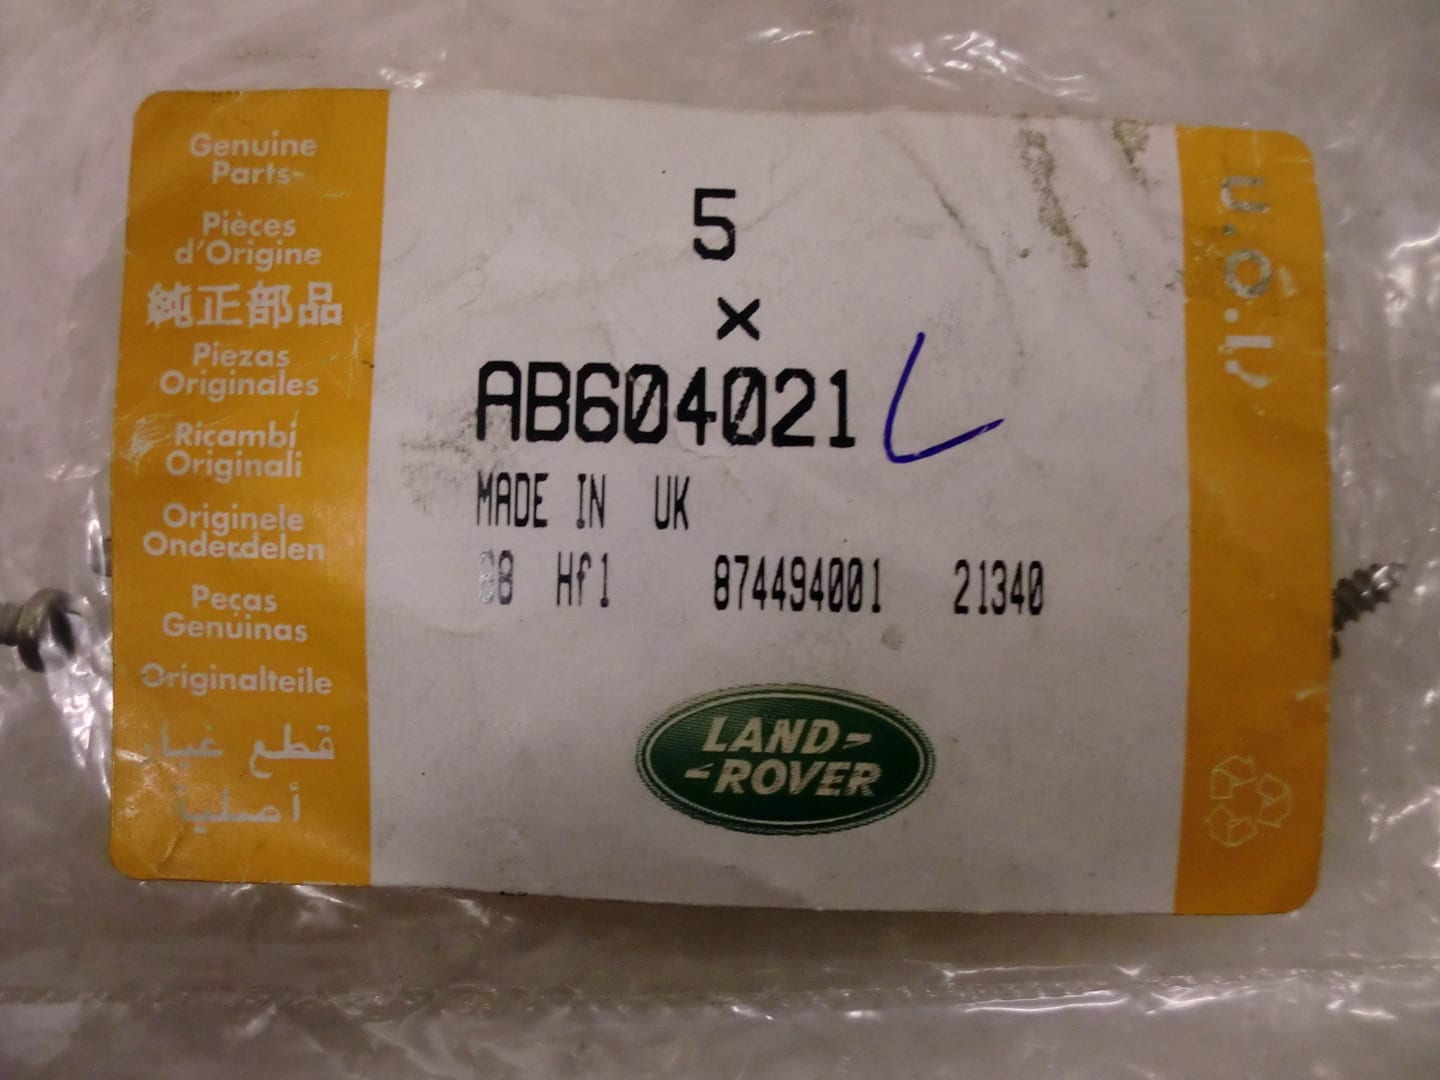 Genuine
Parts
Pièces
d'Origine
純正部品
Piezas
Originales
Ricambi
Originali
Originele
Onderdelen
Peças
Genuinas
Originalteile
قطع غيار
أصلية
5
x
AB604021 L
MADE IN UK
Hf1 874494001 21340
LAND-
-ROVER